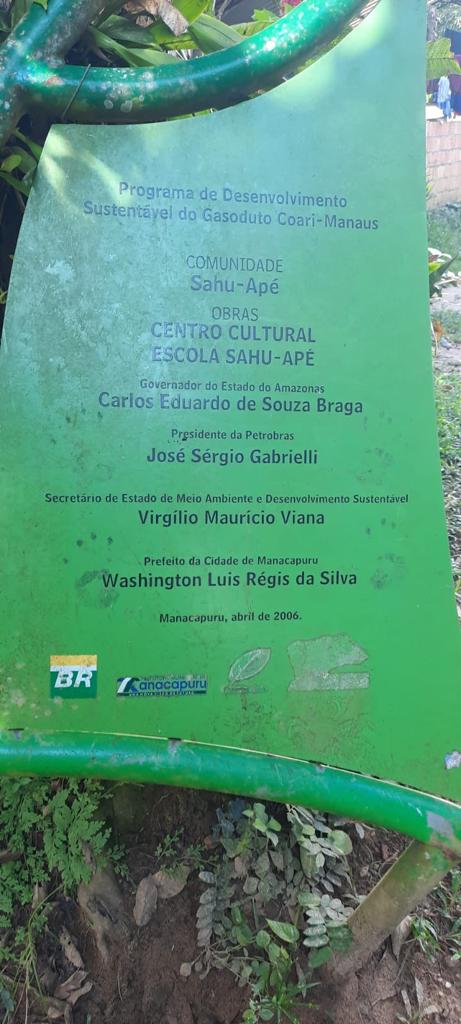 Programa de Desenvolvimento
Sustentável do Gasoduto Coari-Manaus
COMUNIDADE
Sahu-Apé
OBRAS
CENTRO CULTURAL
ESCOLA SAHU-APÉ
Governador do Estado do Amazonas
Carlos Eduardo de Souza Braga
Presidente da Petrobras
José Sérgio Gabrielli
Secretário de Estado de Meio Ambiente e Desenvolvimento Sustentável
Virgílio Maurício Viana
Prefeito da Cidade de Manacapuru
Washington Luis Régis da Silva
Manacapuru, abril de 2006.
BR
anacapuru